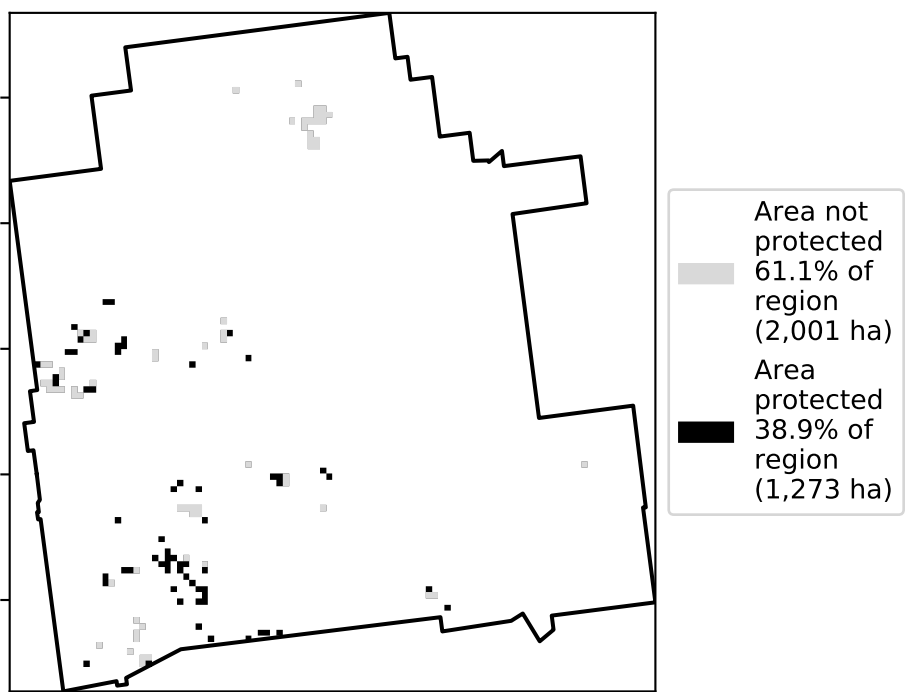 Area not
protected
61.1% of
region
(2,001 ha)
Area
protected
38.9% of
region
(1,273 ha)